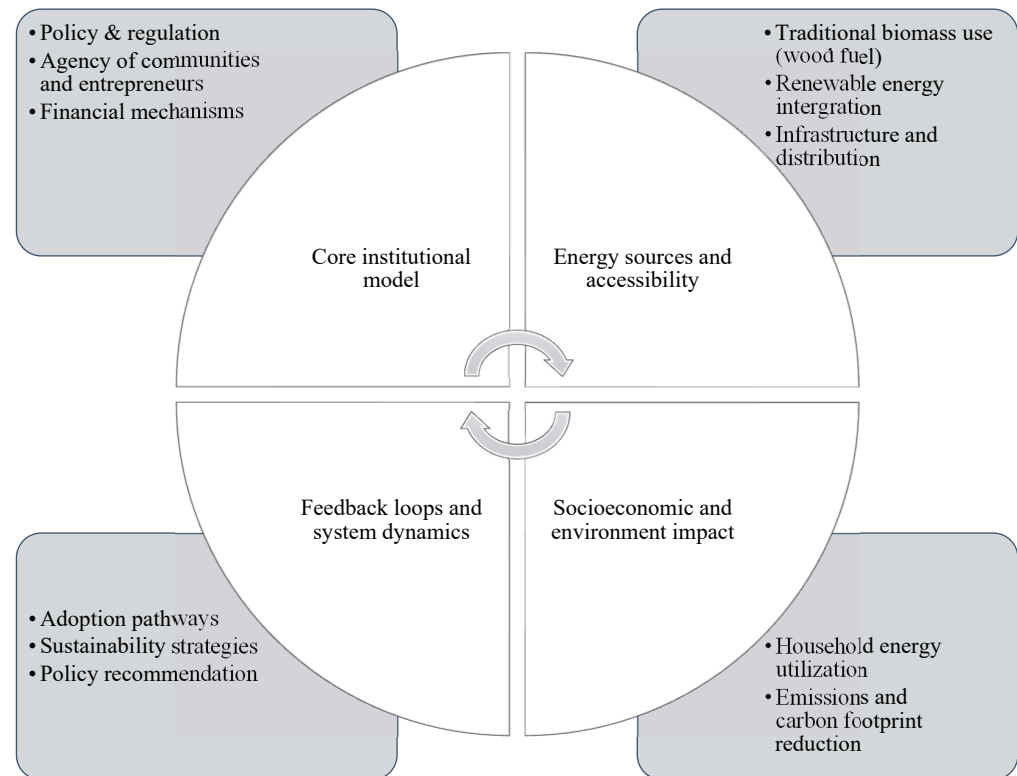 • Policy & regulation
• Agency of communities
and entrepreneurs
• Financial mechanisms
• Traditional biomass use
(wood fuel)
• Renewable energy
intergration
• Infrastructure and
distribution
Core institutional
model
Energy sources and
accessibility
Feedback loops and
system dynamics
Socioeconomic and
environment impact
• Adoption pathways
• Sustainability strategies
• Policy recommendation
• Household energy
utilization
• Emissions and
carbon footprint
reduction